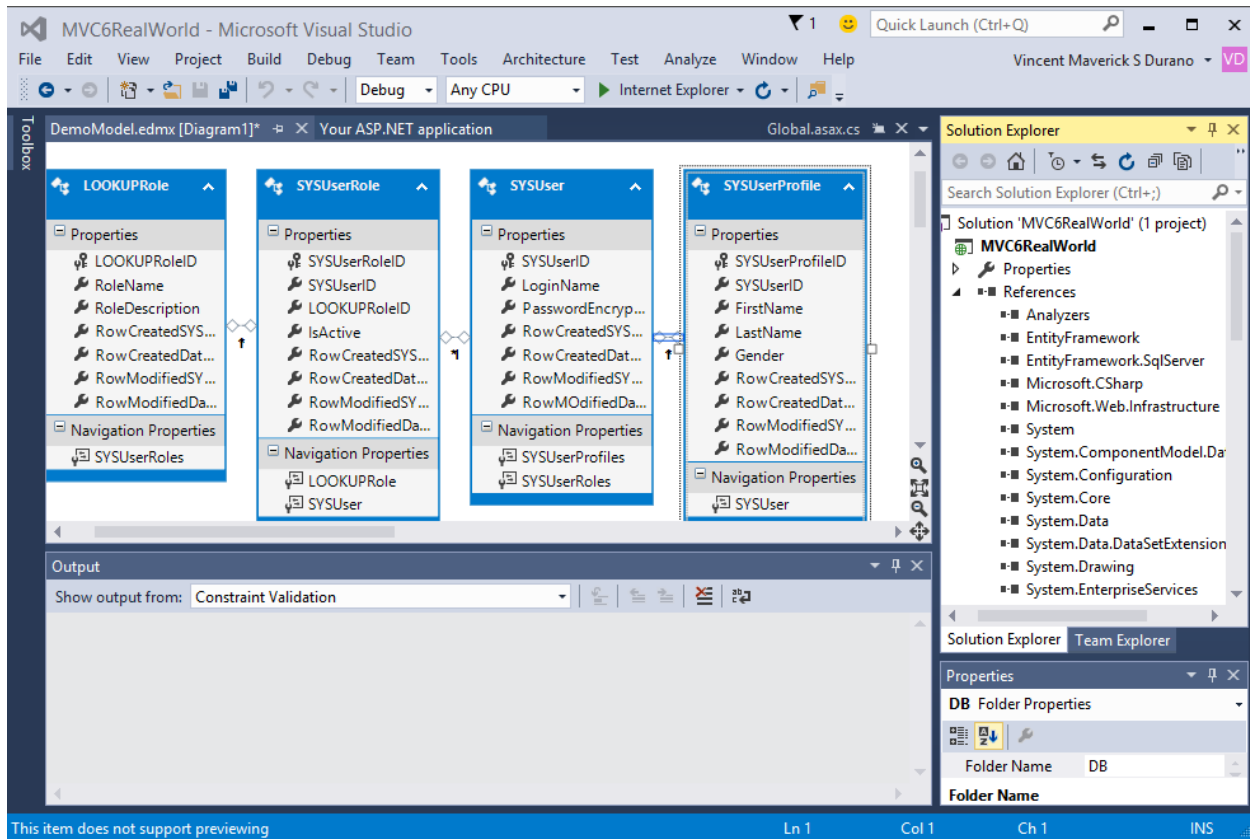 MVC6RealWorld - Microsoft Visual Studio
1
Quick Launch (Ctrl+Q)
File Edit View Project Build Debug Team Tools Architecture Test Analyze Window Help
Vincent Maverick S Durano
VD
Debug
Any CPU
Internet Explorer
Toolbox
DemoModel.edmx [Diagram1]*
Your ASP.NET application
Global.asax.cs
LOOKUPRole
Properties
LOOKUPRoleID
RoleName
RoleDescription
RowCreatedSYS...
RowCreatedDat...
RowModifiedSY...
RowModifiedDa...
Navigation Properties
SYSUserRoles
SYSUserRole
Properties
SYSUserRoleID
SYSUserID
LOOKUPRoleID
IsActive
RowCreatedSYS...
RowCreatedDat...
RowModifiedSY...
RowModifiedDa...
Navigation Properties
LOOKUPRole
SYSUser
SYSUser
Properties
SYSUserID
LoginName
PasswordEncryp...
RowCreatedSYS...
RowCreatedDat...
RowModifiedSY...
RowMOdifiedDa...
Navigation Properties
SYSUserProfiles
SYSUserRoles
SYSUserProfile
Properties
SYSUserProfileID
SYSUserID
FirstName
LastName
Gender
RowCreatedSYS...
RowCreatedDat...
RowModifiedSY...
RowModifiedDa...
Navigation Properties
SYSUser
Output
Show output from: Constraint Validation
Solution Explorer
Search Solution Explorer (Ctrl+;)
Solution 'MVC6RealWorld' (1 project)
MVC6RealWorld
Properties
References
Analyzers
EntityFramework
EntityFramework.SqlServer
Microsoft.CSharp
Microsoft.Web.Infrastructure
System
System.ComponentModel.Da
System.Configuration
System.Core
System.Data
System.Data.DataSetExtension
System.Drawing
System.EnterpriseServices
Solution Explorer Team Explorer
Properties
DB Folder Properties
Folder Name DB
Folder Name
This item does not support previewing
Ln 1
Col 1
Ch 1
INS